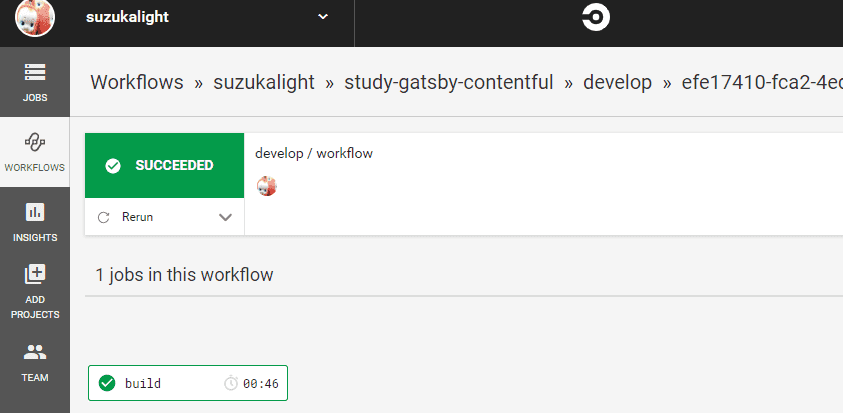 suzukalight
JOBS
WORKFLOWS
INSIGHTS
ADD
PROJECTS
TEAM
Workflows » suzukalight » study-gatsby-contentful » develop » efe17410-fca2-4e
SUCCEEDED
develop / workflow
Rerun
1 jobs in this workflow
build 00:46